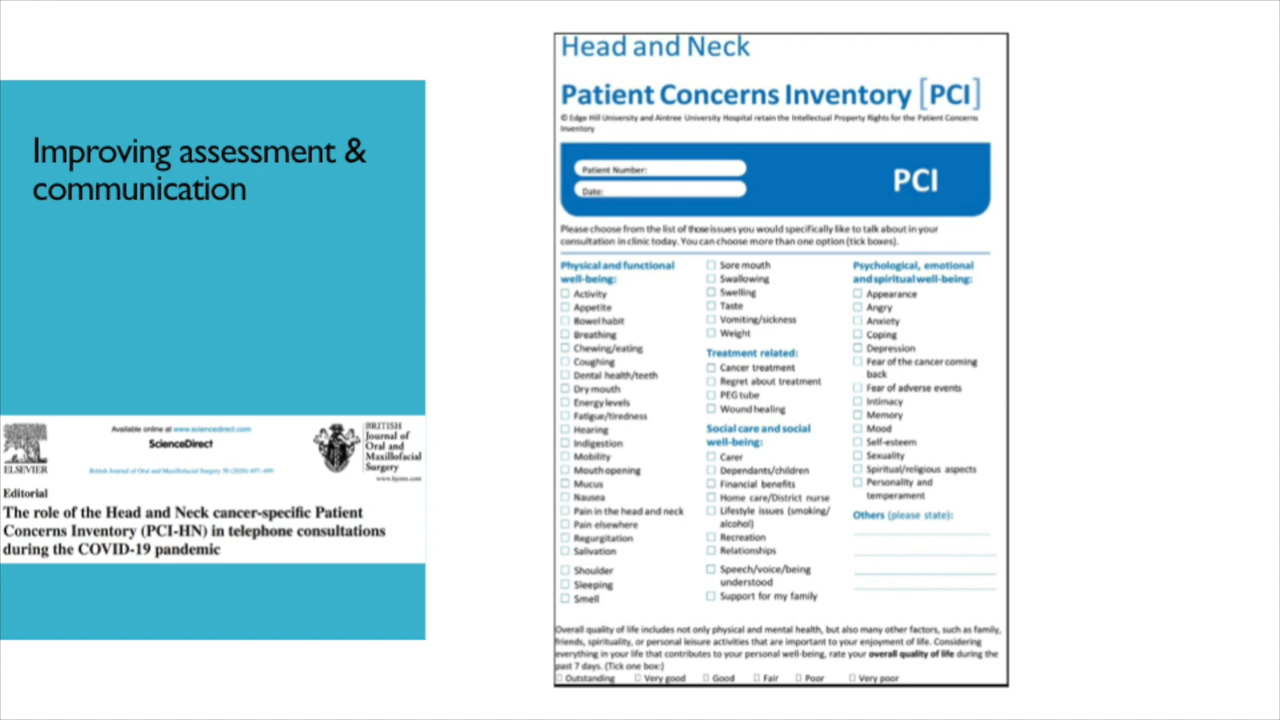 Improving assessment &
communication
ELSEVIER
Available online at www.sciencedirect.com
ScienceDirect
British Journal of Oral and Maxillofacial Surgery 58 (2020) 497–499
BRITISH
Journal of
Oral and
Maxillofacial
Surgery
www.bjoms.com
Editorial
The role of the Head and Neck cancer-specific Patient
Concerns Inventory (PCI-HN) in telephone consultations
during the COVID-19 pandemic
Head and Neck
Patient Concerns Inventory [PCI]
© Edge Hill University and Aintree University Hospital retain the Intellectual Property Rights for the Patient Concerns
Inventory
Patient Number:
Date:
PCI
Please choose from the list of those issues you would specifically like to talk about in your
consultation in clinic today. You can choose more than one option (tick boxes).
Physical and functional
well-being:
Activity
Appetite
Bowel habit
Breathing
Chewing/eating
Coughing
Dental health/teeth
Dry mouth
Energy levels
Fatigue/tiredness
Hearing
Indigestion
Mobility
Mouth opening
Mucus
Nausea
Pain in the head and neck
Pain elsewhere
Regurgitation
Salivation
Shoulder
Sleeping
Smell
Sore mouth
Swallowing
Swelling
Taste
Vomiting/sickness
Weight
Treatment related:
Cancer treatment
Regret about treatment
PEG tube
Wound healing
Social care and social
well-being:
Carer
Dependants/children
Financial benefits
Home care/District nurse
Lifestyle issues (smoking/
alcohol)
Recreation
Relationships
Speech/voice/being
understood
Support for my family
Psychological, emotional
and spiritual well-being:
Appearance
Angry
Anxiety
Coping
Depression
Fear of the cancer coming
back
Fear of adverse events
Intimacy
Memory
Mood
Self-esteem
Sexuality
Spiritual/religious aspects
Personality and
temperament
Others (please state):
Overall quality of life includes not only physical and mental health, but also many other factors, such as family,
friends, spirituality, or personal leisure activities that are important to your enjoyment of life. Considering
everything in your life that contributes to your personal well-being, rate your overall quality of life during the
past 7 days. (Tick one box:)
Outstanding Very good Good Fair Poor Very poor